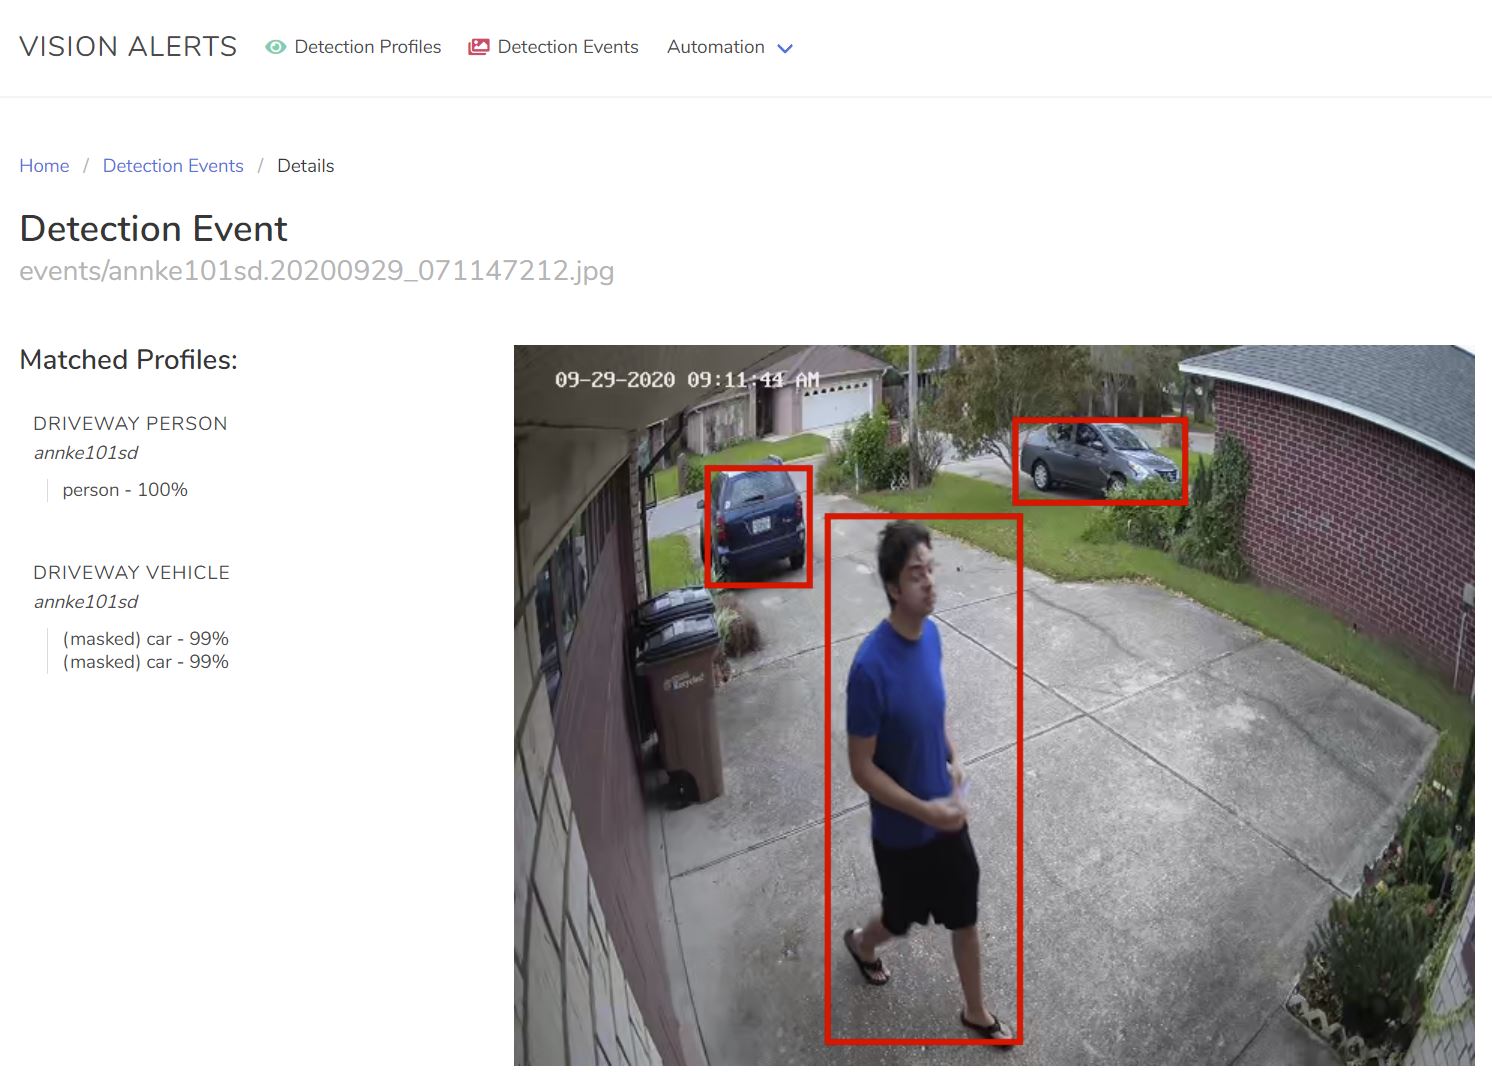 VISION ALERTS Detection Profiles Detection Events Automation
Home / Detection Events / Details
Detection Event
events/annke101sd.20200929_071147212.jpg
Matched Profiles:
DRIVEWAY PERSON
annke101sd
person - 100%
DRIVEWAY VEHICLE
annke101sd
(masked) car - 99%
(masked) car - 99%
09-29-2020 09:11:44 AM
Recycled